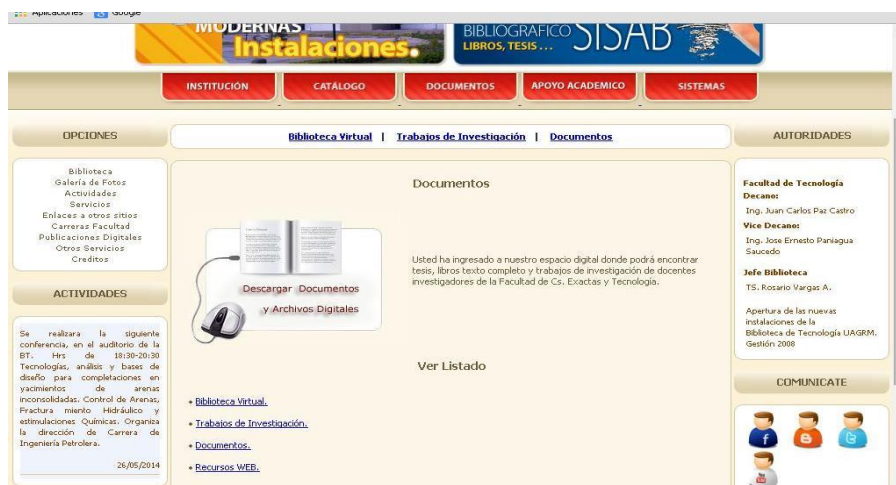 Aplicaciones Google
MODERNAS
Instalaciones.
BIBLIOGRAFICO SISAB
LIBROS, TESIS...
INSTITUCIÓN CATÁLOGO DOCUMENTOS APOYO ACADEMICO SISTEMAS
OPCIONES
Biblioteca
Galería de Fotos
Actividades
Servicios
Enlaces a otros sitios
Carreras Facultad
Publicaciones Digitales
Otros Servicios
Creditos
ACTIVIDADES
Se realizara la siguiente
conferencia, en el auditorio de la
BT. Hrs de 18:30-20:30
Tecnologías, análisis y bases de
diseño para completaciones en
yacimientos de arenas
inconsolidadas. Control de Arenas,
Fractura miento Hidráulico y
estimulaciones Químicas. Organiza
la dirección de Carrera de
Ingeniería Petrolera.
26/05/2014
Biblioteca Virtual | Trabajos de Investigación | Documentos
Documentos
Descargar Documentos
y Archivos Digitales
Usted ha ingresado a nuestro espacio digital donde podrá encontrar
tesis, libros texto completo y trabajos de investigación de docentes
investigadores de la Facultad de Cs. Exactas y Tecnología.
Ver Listado
Biblioteca Virtual.
Trabajos de Investigación.
Documentos.
Recursos WEB.
AUTORIDADES
Facultad de Tecnología
Decano:
Ing. Juan Carlos Paz Castro
Vice Decano:
Ing. Jose Ernesto Paniagua
Saucedo
Jefe Biblioteca
TS. Rosario Vargas A.
Apertura de las nuevas
instalaciones de la
Biblioteca de Tecnología UAGRM.
Gestión 2008
COMUNICATE